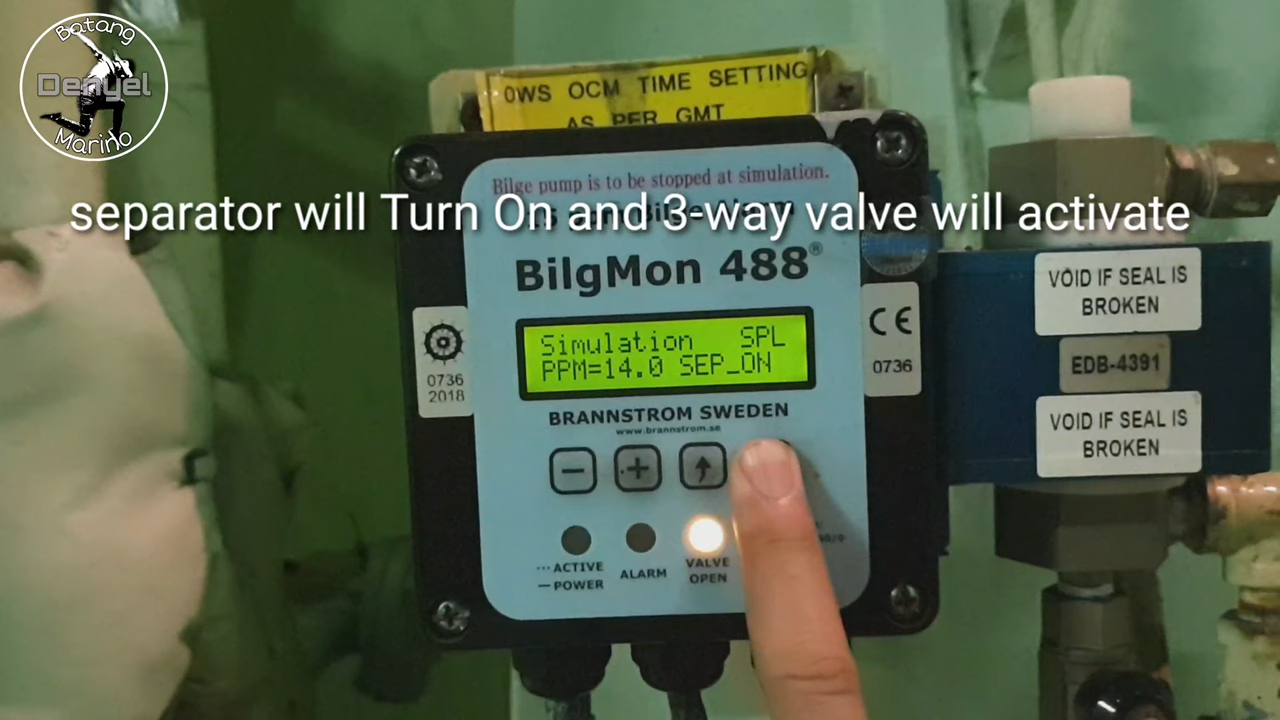 Batang
Denyel
Marino
OWS OCM TIME SETTING
AS PER GMT
Bilge pump is to be stopped at simulation.
separator will Turn On and 3-way valve will activate
BilgMon 488®
Simulation SPL
PPM=14.0 SEP_ON
BRANNSTROM SWEDEN
www.brannstrom.se
0736
2018
CE
0736
VOID IF SEAL IS
BROKEN
EDB-4391
VOID IF SEAL IS
BROKEN
... ACTIVE
— POWER
ALARM
VALVE
OPEN